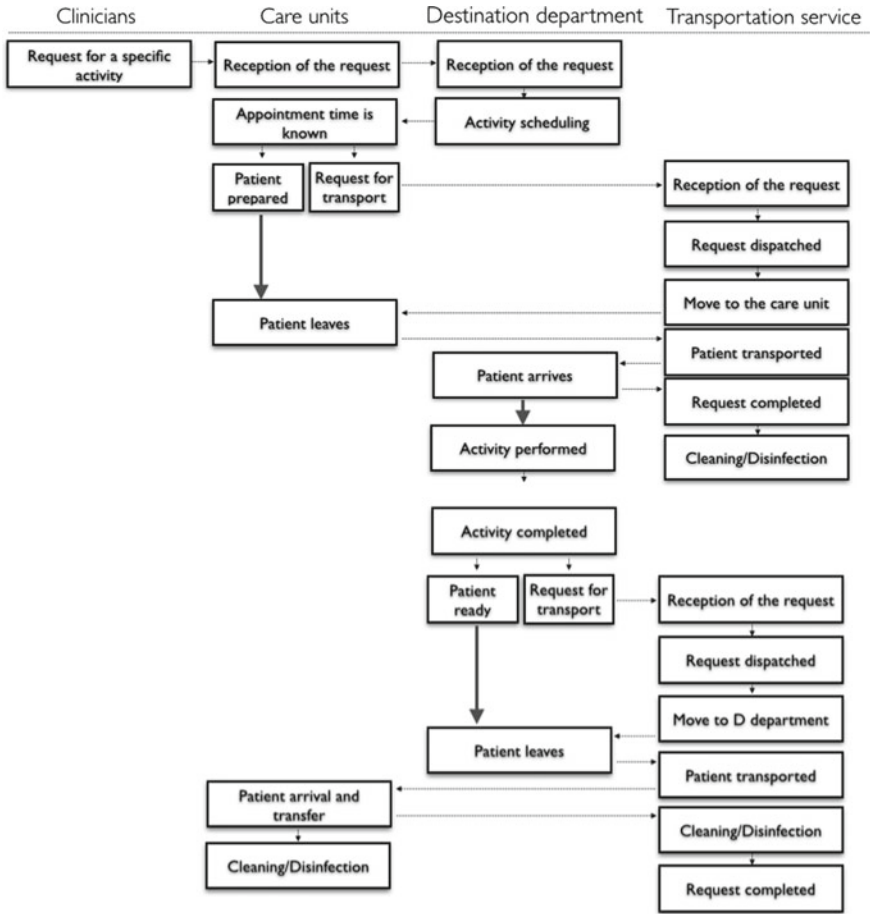 Clinicians
Care units
Destination department
Transportation service
Request for a specific
activity
Reception of the request
Reception of the request
Appointment time is
known
Activity scheduling
Patient
prepared
Request for
transport
Reception of the request
Request dispatched
Move to the care unit
Patient leaves
Patient transported
Patient arrives
Request completed
Activity performed
Cleaning/Disinfection
Activity completed
Patient
ready
Request for
transport
Reception of the request
Request dispatched
Move to D department
Patient leaves
Patient transported
Patient arrival and
transfer
Cleaning/Disinfection
Cleaning/Disinfection
Request completed